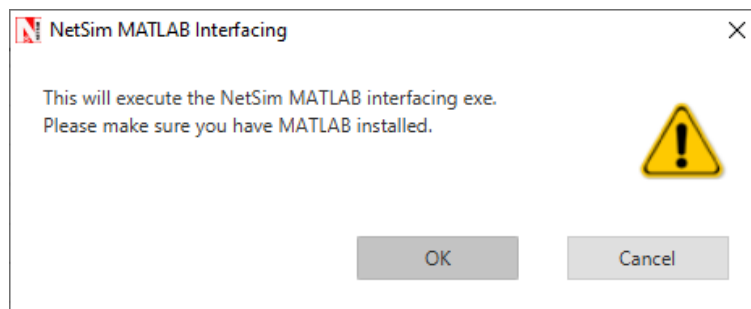 NetSim MATLAB Interfacing
This will execute the NetSim MATLAB interfacing exe.
Please make sure you have MATLAB installed.
OK
Cancel